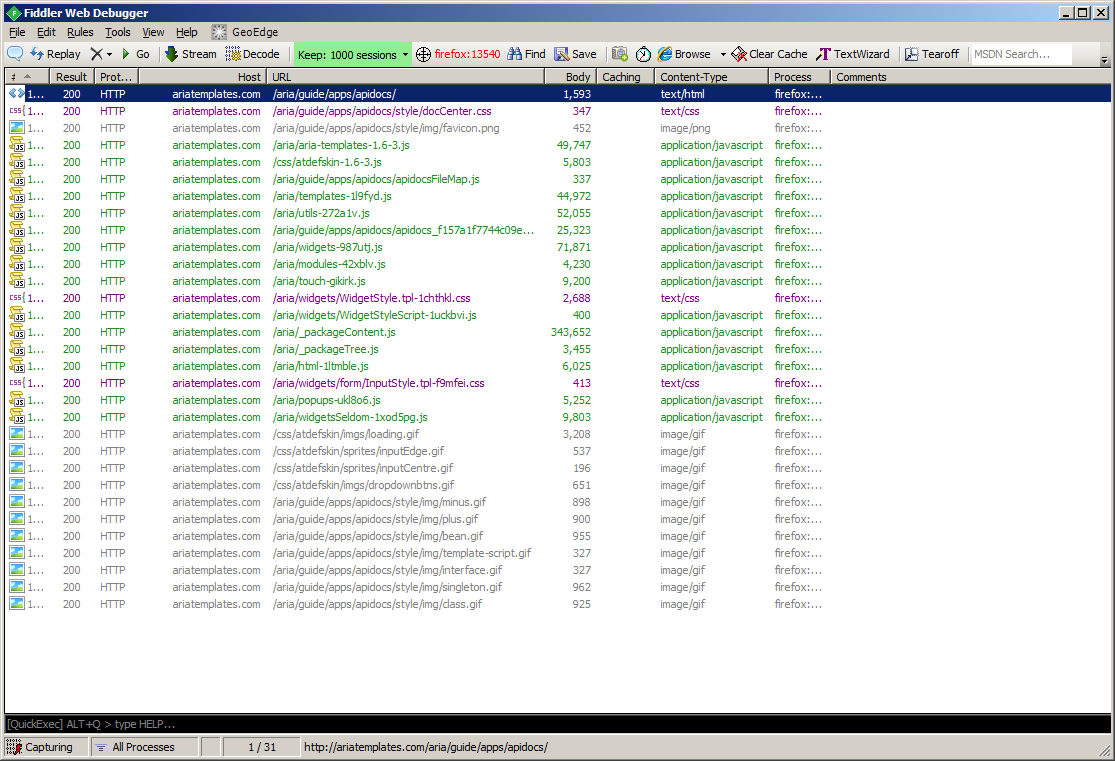 Fiddler Web Debugger
File Edit Rules Tools View Help GeoEdge
Replay Go Stream Decode Keep: 1000 sessions firefox:13540 Find Save Browse Clear Cache TextWizard Tearoff MSDN Search...
# Result Prot... Host URL Body Caching Content-Type Process Comments
1... 200 HTTP ariatemplates.com /aria/guide/apps/apidocs/ 1,593 text/html firefox:...
1... 200 HTTP ariatemplates.com /aria/guide/apps/apidocs/style/docCenter.css 347 text/css firefox:...
1... 200 HTTP ariatemplates.com /aria/guide/apps/apidocs/style/img/favicon.png 452 image/png firefox:...
1... 200 HTTP ariatemplates.com /aria/aria-templates-1.6-3.js 49,747 application/javascript firefox:...
1... 200 HTTP ariatemplates.com /css/atdefskin-1.6-3.js 5,803 application/javascript firefox:...
1... 200 HTTP ariatemplates.com /aria/guide/apps/apidocs/apidocsFileMap.js 337 application/javascript firefox:...
1... 200 HTTP ariatemplates.com /aria/templates-1l9fyd.js 44,972 application/javascript firefox:...
1... 200 HTTP ariatemplates.com /aria/utils-272a1v.js 52,055 application/javascript firefox:...
1... 200 HTTP ariatemplates.com /aria/guide/apps/apidocs/apidocs_f157a1f7744c09e... 25,323 application/javascript firefox:...
1... 200 HTTP ariatemplates.com /aria/widgets-987utj.js 71,871 application/javascript firefox:...
1... 200 HTTP ariatemplates.com /aria/modules-42xblv.js 4,230 application/javascript firefox:...
1... 200 HTTP ariatemplates.com /aria/touch-gikirk.js 9,200 application/javascript firefox:...
1... 200 HTTP ariatemplates.com /aria/widgets/WidgetStyle.tpl-1chthkl.css 2,688 text/css firefox:...
1... 200 HTTP ariatemplates.com /aria/widgets/WidgetStyleScript-1uckbvi.js 400 application/javascript firefox:...
1... 200 HTTP ariatemplates.com /aria/_packageContent.js 343,652 application/javascript firefox:...
1... 200 HTTP ariatemplates.com /aria/_packageTree.js 3,455 application/javascript firefox:...
1... 200 HTTP ariatemplates.com /aria/html-1ltmble.js 6,025 application/javascript firefox:...
1... 200 HTTP ariatemplates.com /aria/widgets/form/InputStyle.tpl-f9mfei.css 413 text/css firefox:...
1... 200 HTTP ariatemplates.com /aria/popups-ukl8o6.js 5,252 application/javascript firefox:...
1... 200 HTTP ariatemplates.com /aria/widgetsSeldom-1xod5pg.js 9,803 application/javascript firefox:...
1... 200 HTTP ariatemplates.com /css/atdefskin/imgs/loading.gif 3,208 image/gif firefox:...
1... 200 HTTP ariatemplates.com /css/atdefskin/sprites/inputEdge.gif 537 image/gif firefox:...
1... 200 HTTP ariatemplates.com /css/atdefskin/sprites/inputCentre.gif 196 image/gif firefox:...
1... 200 HTTP ariatemplates.com /css/atdefskin/imgs/dropdownbtns.gif 651 image/gif firefox:...
1... 200 HTTP ariatemplates.com /aria/guide/apps/apidocs/style/img/minus.gif 898 image/gif firefox:...
1... 200 HTTP ariatemplates.com /aria/guide/apps/apidocs/style/img/plus.gif 900 image/gif firefox:...
1... 200 HTTP ariatemplates.com /aria/guide/apps/apidocs/style/img/bean.gif 955 image/gif firefox:...
1... 200 HTTP ariatemplates.com /aria/guide/apps/apidocs/style/img/template-script.gif 327 image/gif firefox:...
1... 200 HTTP ariatemplates.com /aria/guide/apps/apidocs/style/img/interface.gif 327 image/gif firefox:...
1... 200 HTTP ariatemplates.com /aria/guide/apps/apidocs/style/img/singleton.gif 962 image/gif firefox:...
1... 200 HTTP ariatemplates.com /aria/guide/apps/apidocs/style/img/class.gif 925 image/gif firefox:...
[QuickExec] ALT+Q > type HELP...
Capturing All Processes 1 / 31 http://ariatemplates.com/aria/guide/apps/apidocs/